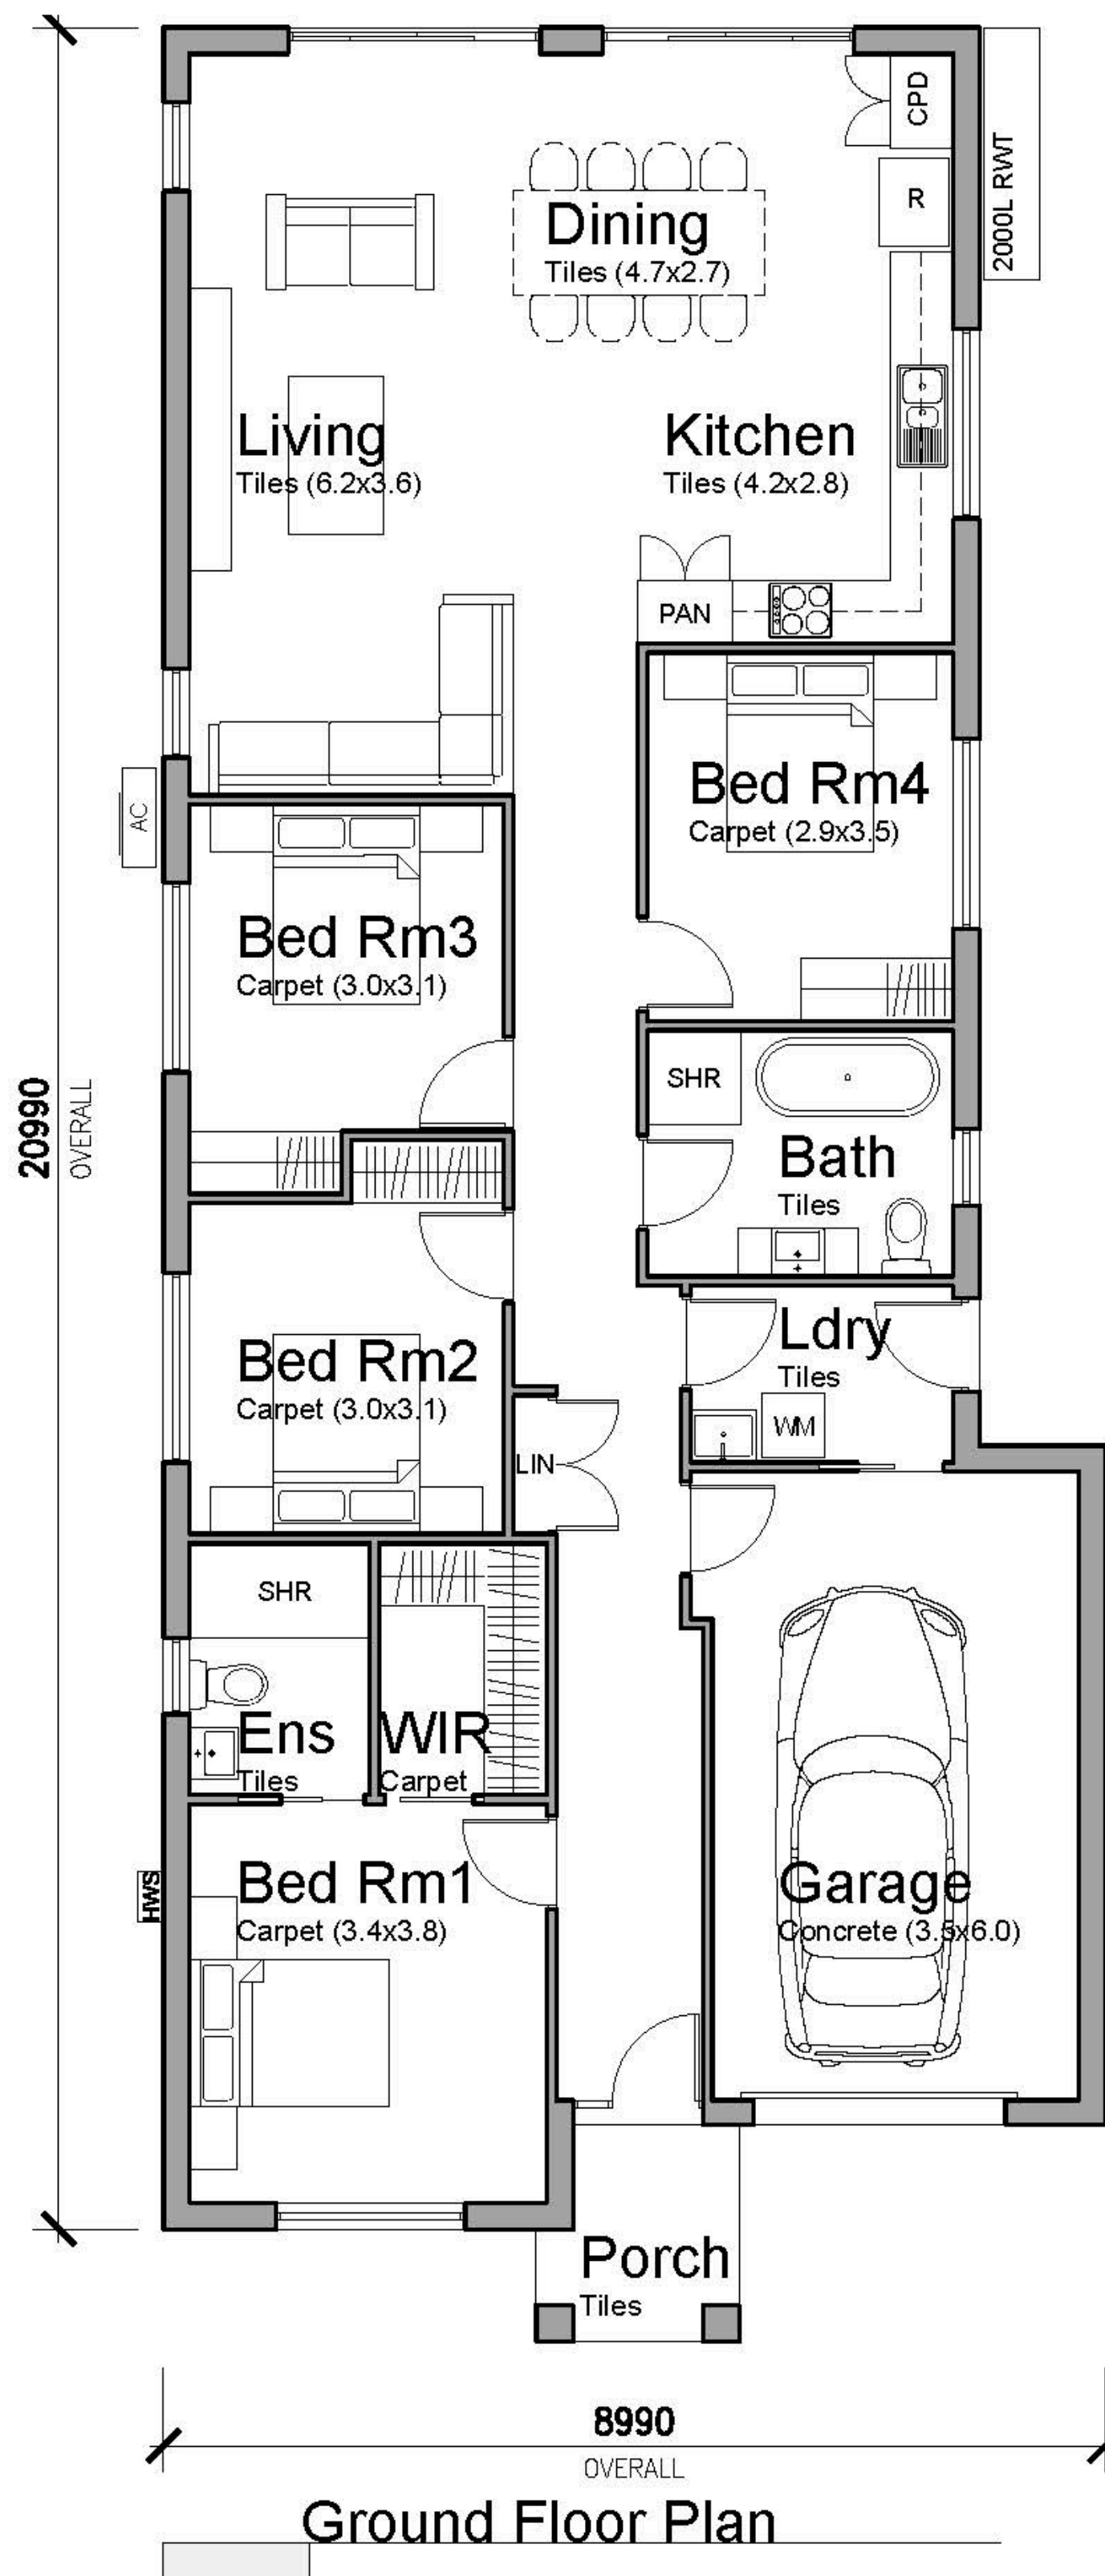 CPD
R
2000L RWT
Dining
Tiles (4.7x2.7)
Living
Tiles (6.2x3.6)
Kitchen
Tiles (4.2x2.8)
PAN
Bed Rm4
Carpet (2.9x3.5)
AC
Bed Rm3
Carpet (3.0x3.1)
SHR
20990
OVERALL
Bath
Tiles
Ldry
Tiles
Bed Rm2
Carpet (3.0x3.1)
WM
LIN
SHR
Ens
Tiles
WIR
Carpet
HWS
Bed Rm1
Carpet (3.4x3.8)
Garage
Concrete (3.5x6.0)
Porch
Tiles
8990
OVERALL
Ground Floor Plan